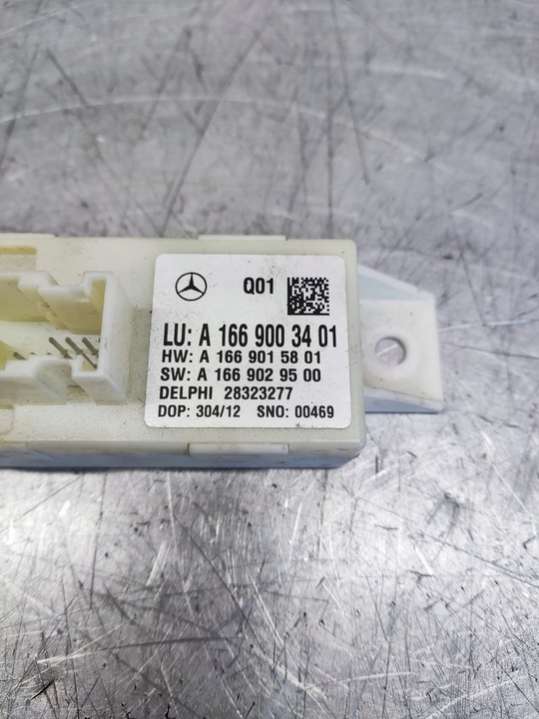 Q01
LU: A 166 900 34 01
HW: A 166 901 58 01
SW: A 166 902 95 00
DELPHI 28323277
DOP: 304/12 SNO: 00469